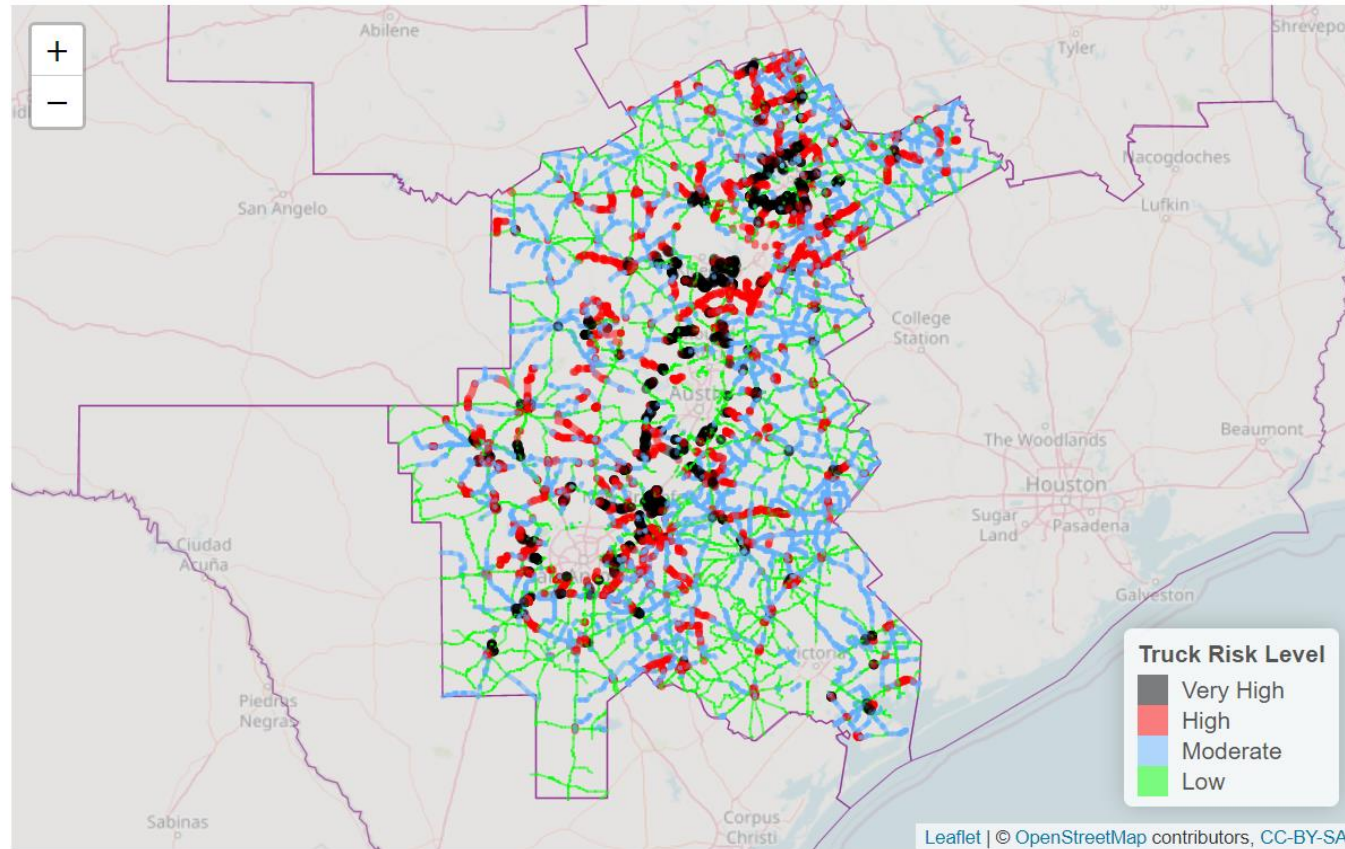 +
−
Abilene
Tyler
Shrevepo
San Angelo
Nacogdoches
Lufkin
College
Station
Aust
The Woodlands
Beaumont
Houston
Sugar
Land
Pasadena
Ciudad
Acuña
Galveston
Victoria
Piedras
Negras
Sabinas
Corpus
Christi
Truck Risk Level
Very High
High
Moderate
Low
Leaflet | © OpenStreetMap contributors, CC-BY-SA